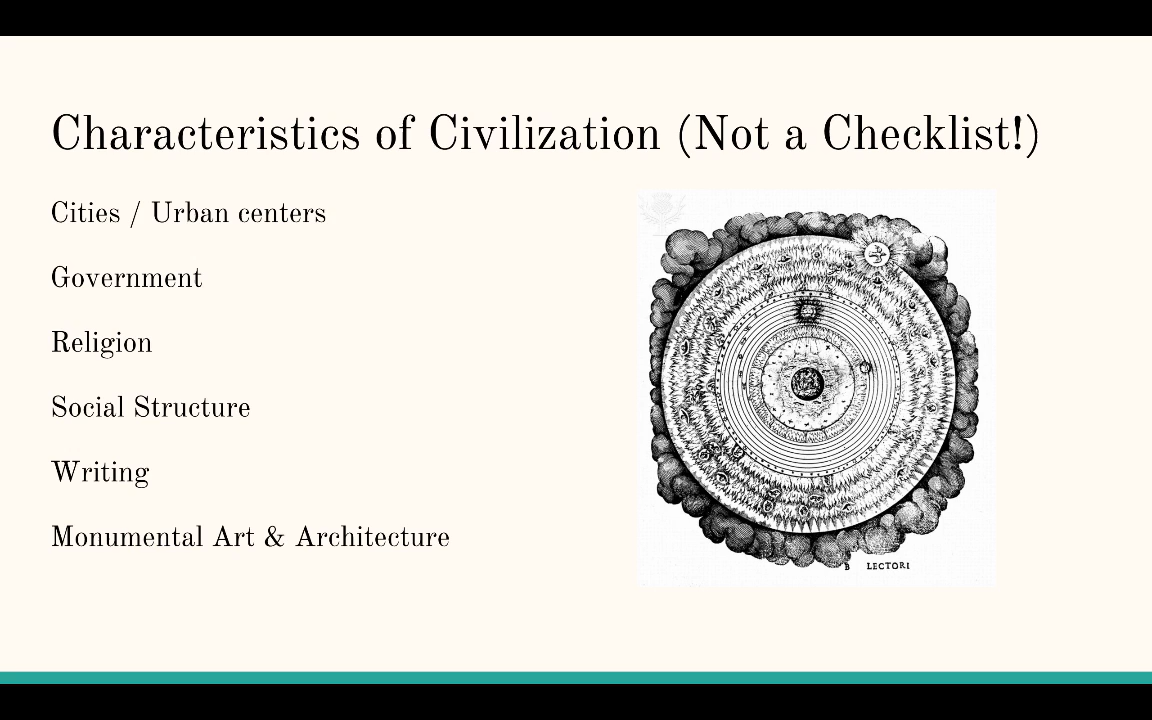 Characteristics of Civilization (Not a Checklist!)
Cities / Urban centers
Government
Religion
Social Structure
Writing
Monumental Art & Architecture
B LECTORI